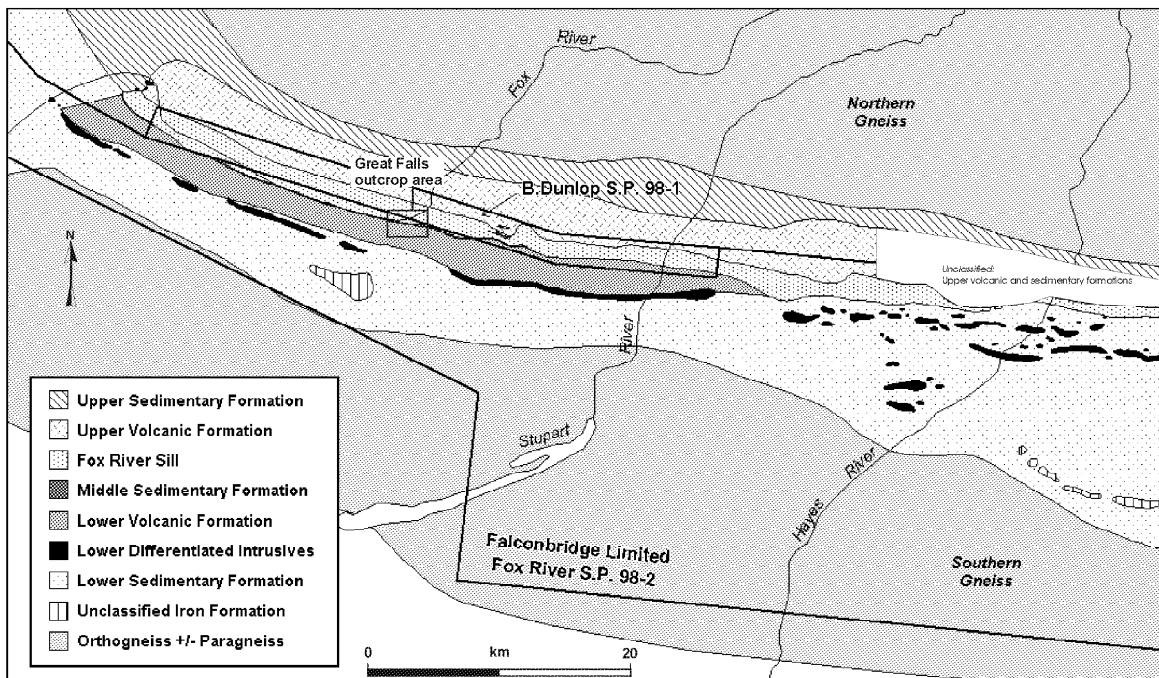 River
Fox
Northern
Gneiss
Great Falls
outcrop area
B.Dunlop S.P. 98-1
N
Unclassified:
Upper volcanic and sedimentary formations
River
Stupart
River
Hayes
Falconbridge Limited
Fox River S.P. 98-2
Southern
Gneiss
Upper Sedimentary Formation
Upper Volcanic Formation
Fox River Sill
Middle Sedimentary Formation
Lower Volcanic Formation
Lower Differentiated Intrusives
Lower Sedimentary Formation
Unclassified Iron Formation
Orthogneiss +/- Paragneiss
0 km 20